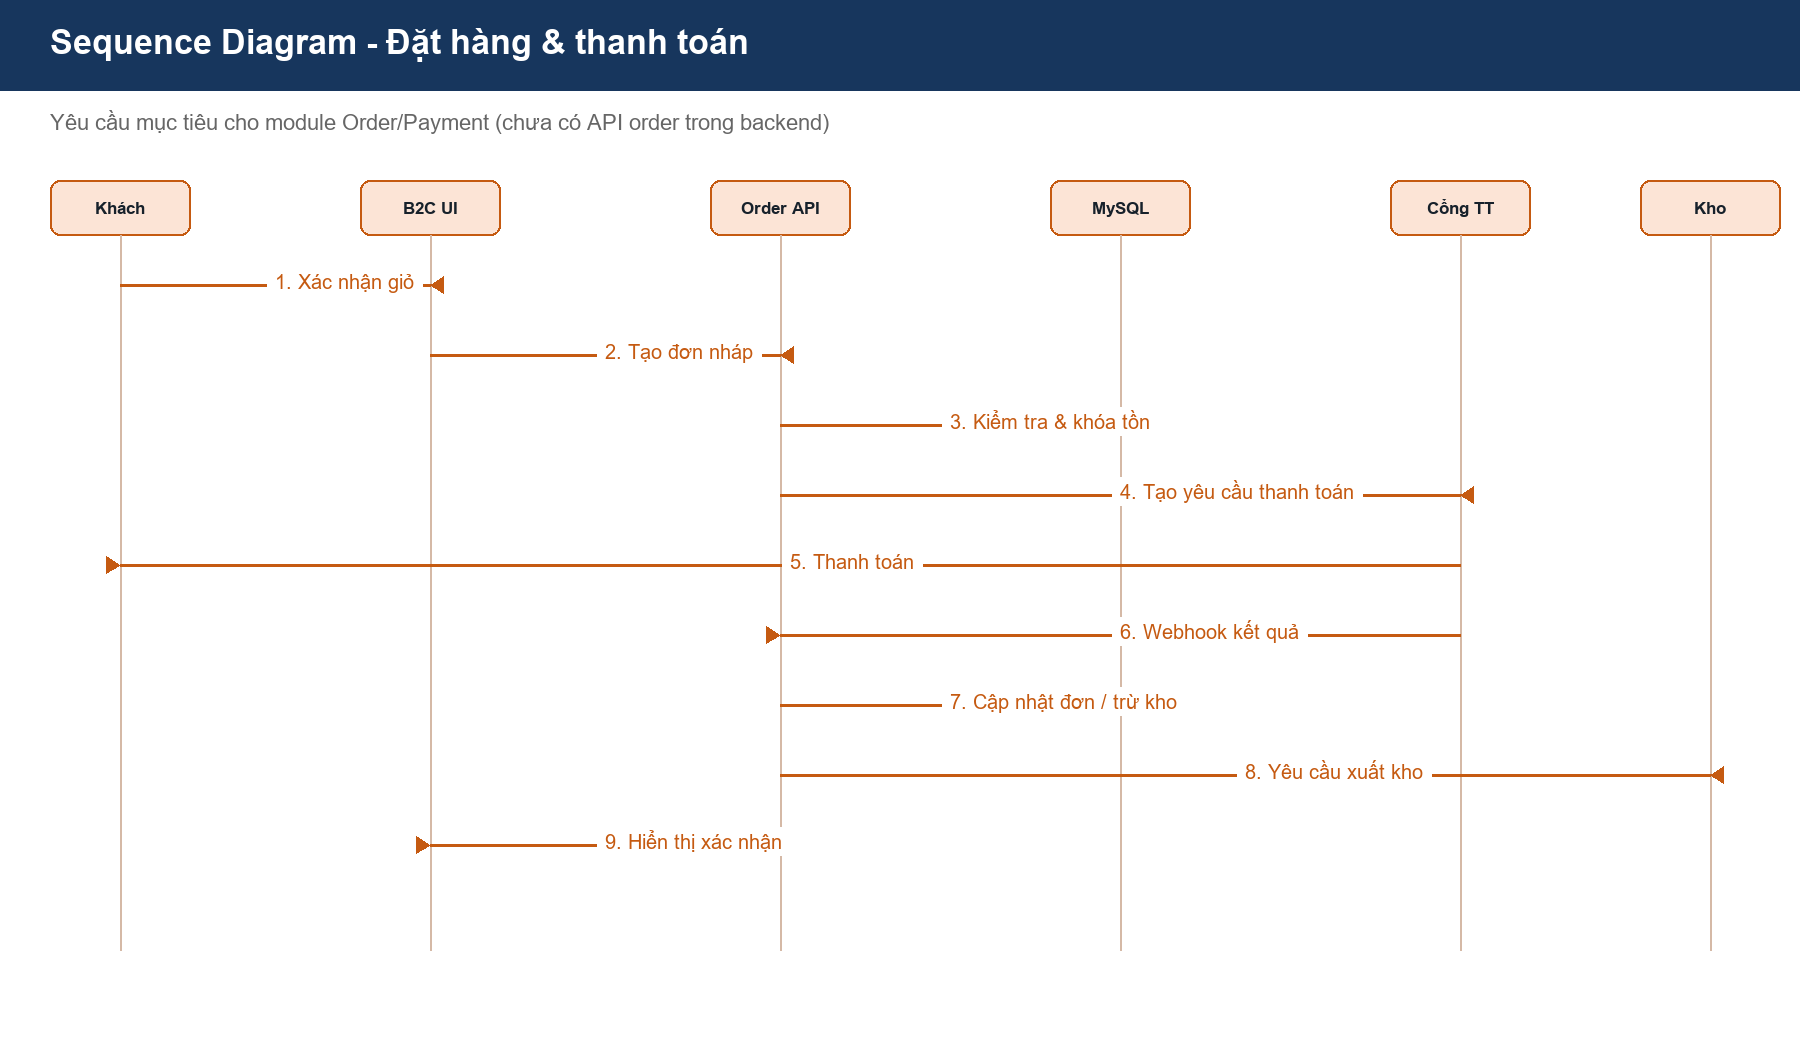 Sequence Diagram - Đặt hàng & thanh toán
Yêu cầu mục tiêu cho module Order/Payment (chưa có API order trong backend)
Khách
B2C UI
Order API
MySQL
Cổng TT
Kho
1. Xác nhận giỏ
2. Tạo đơn nháp
3. Kiểm tra & khóa tồn
4. Tạo yêu cầu thanh toán
5. Thanh toán
6. Webhook kết quả
7. Cập nhật đơn / trừ kho
8. Yêu cầu xuất kho
9. Hiển thị xác nhận